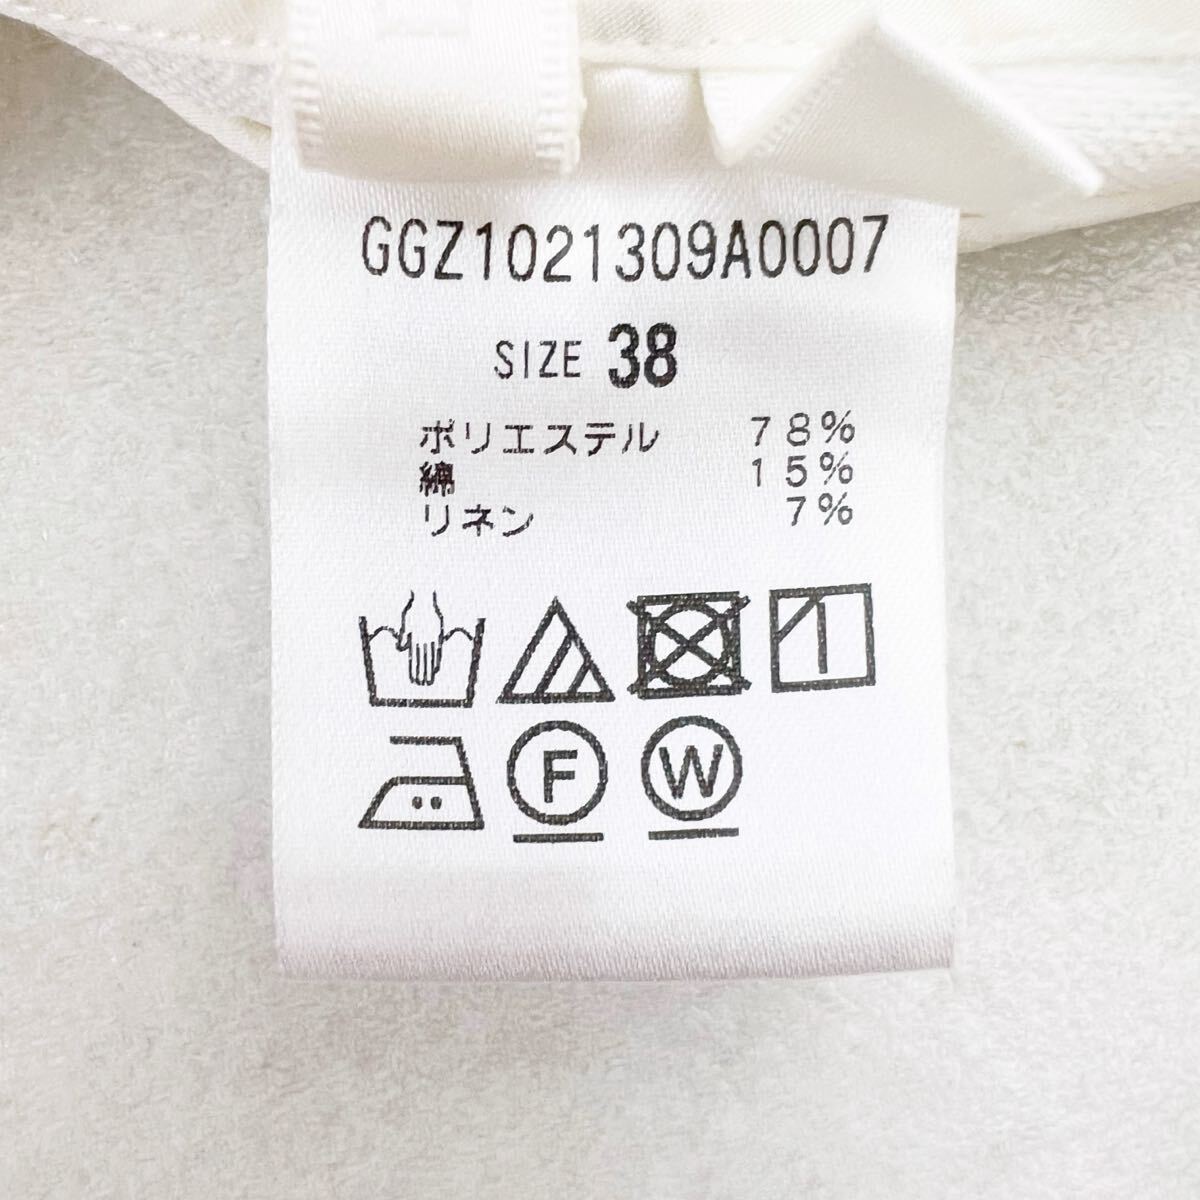 GGZ1021309A0007
SIZE 38
ポリエステル 78%
綿 15%
リネン 7%
F W